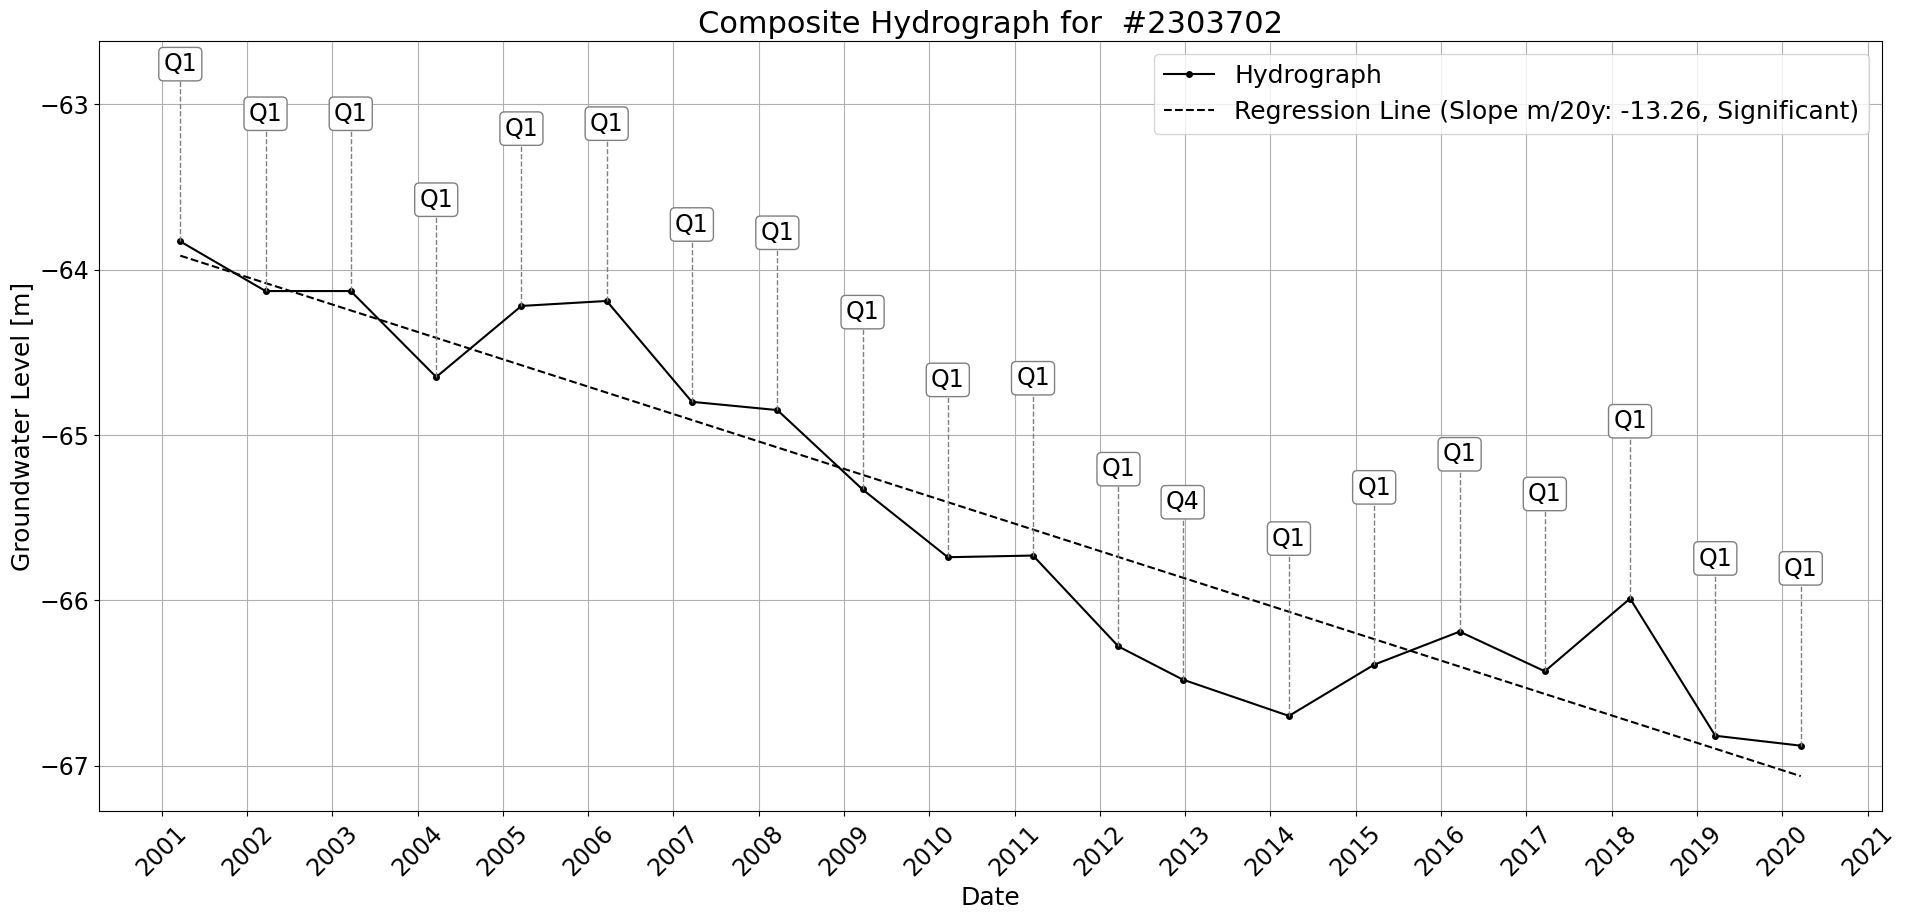 Composite Hydrograph for  #2303702
Hydrograph
Regression Line (Slope m/20y: -13.26, Significant)
Q1
Q1
Q1
Q1
Q1
Q1
Q1
Q1
Q1
Q1
Q1
Q1
Q4
Q1
Q1
Q1
Q1
Q1
Q1
Q1
Groundwater Level [m]
−63
−64
−65
−66
−67
2001
2002
2003
2004
2005
2006
2007
2008
2009
2010
2011
2012
2013
2014
2015
2016
2017
2018
2019
2020
2021
Date